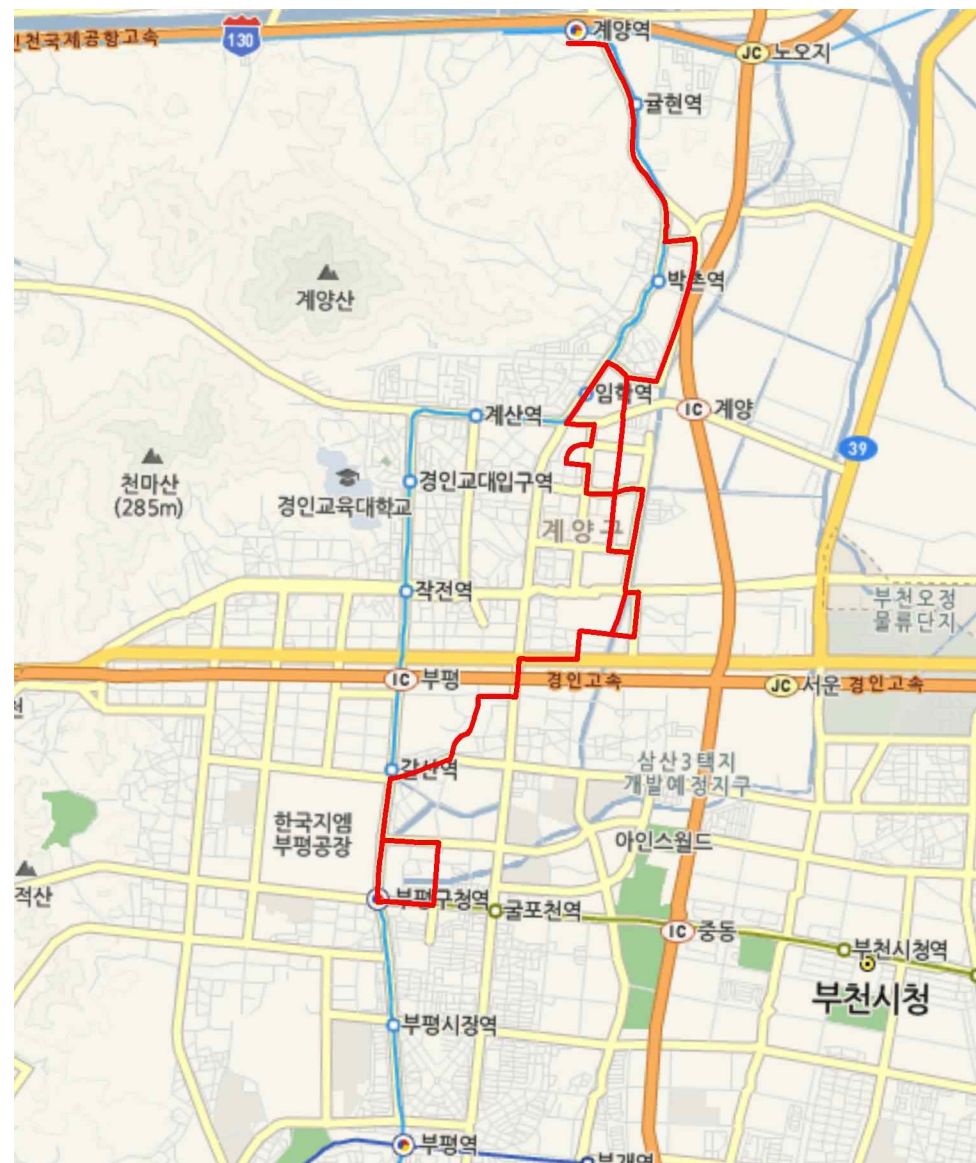 계양역
인천국제공항고속
130
JC 노오지
귤현역
박촌역
계양산
임학역
계산역
IC 계양
39
천마산
(285m)
경인교육대학교
경인교대입구역
계양구
작전역
부천오정
물류단지
IC 부평
경인고속
JC 서운 경인고속
천
갈산역
삼산3택지
개발예정지구
한국지엠
부평공장
아인스월드
적산
부평구청역
굴포천역
IC 중동
부천시청역
부천시청
부평시장역
부평역
부개역